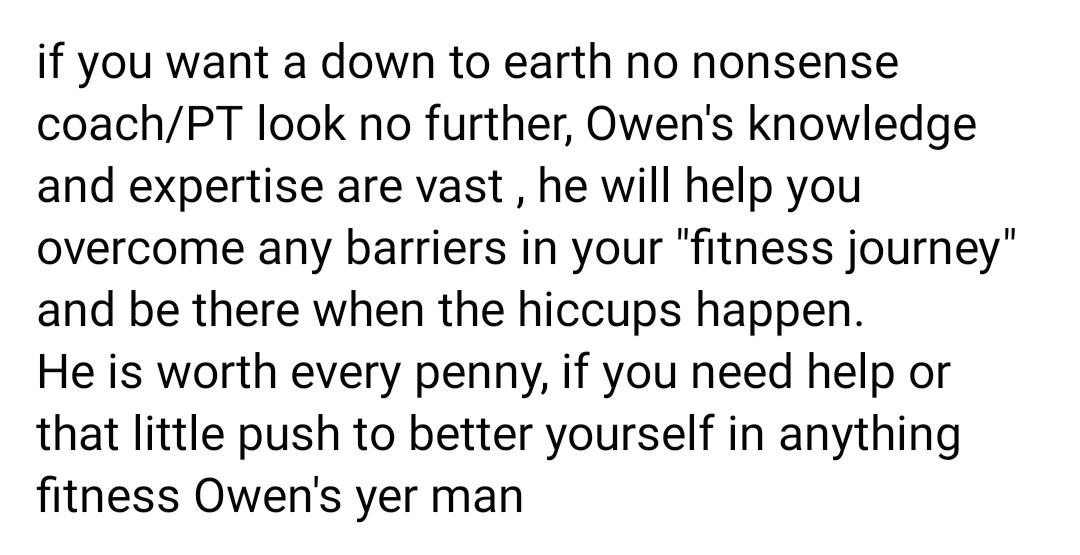 if you want a down to earth no nonsense
coach/PT look no further, Owen's knowledge
and expertise are vast , he will help you
overcome any barriers in your "fitness journey"
and be there when the hiccups happen.
He is worth every penny, if you need help or
that little push to better yourself in anything
fitness Owen's yer man